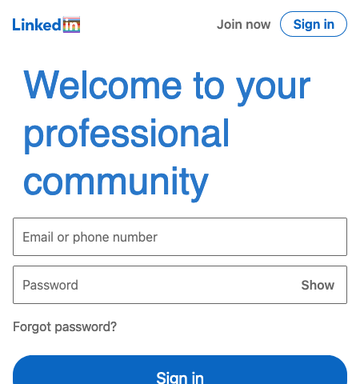 Linkedin
Join now
Sign in
Welcome to your
professional
community
Email or phone number
Password
Show
Forgot password?
Sign in